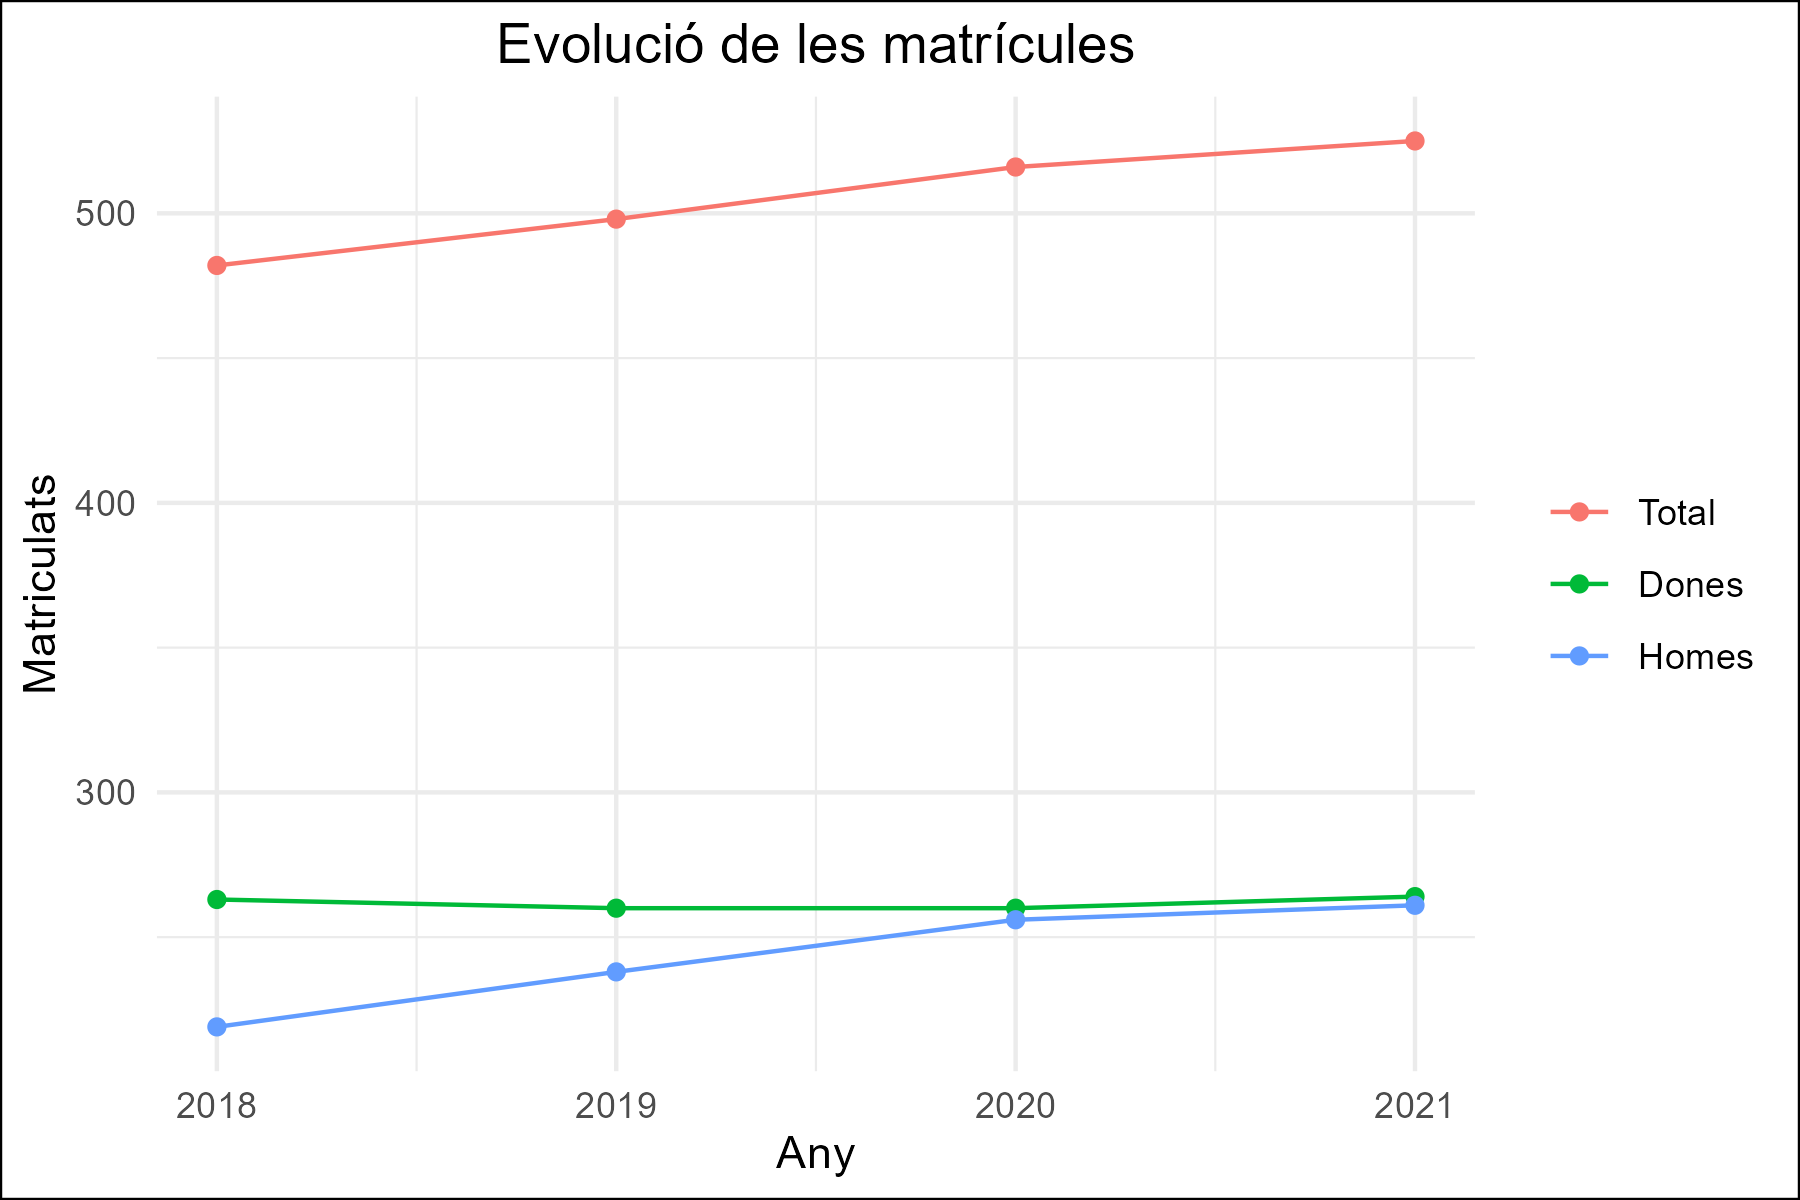 Evolució de les matrícules
Matriculats
500
400
300
2018
2019
2020
2021
Any
Total
Dones
Homes